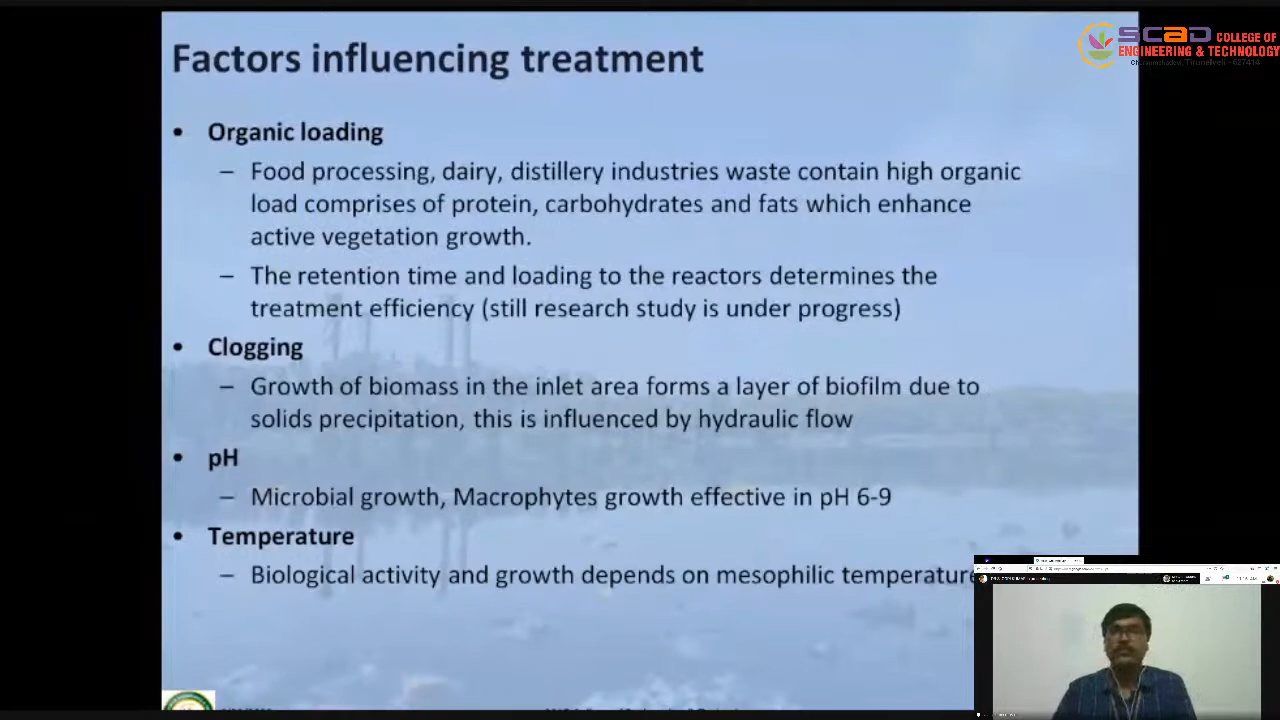 Factors influencing treatment
SCAD COLLEGE OF
ENGINEERING & TECHNOLOGY
Tirunelveli - 627414
• Organic loading
– Food processing, dairy, distillery industries waste contain high organic
load comprises of protein, carbohydrates and fats which enhance
active vegetation growth.
– The retention time and loading to the reactors determines the
treatment efficiency (still research study is under progress)
• Clogging
– Growth of biomass in the inlet area forms a layer of biofilm due to
solids precipitation, this is influenced by hydraulic flow
• pH
– Microbial growth, Macrophytes growth effective in pH 6-9
• Temperature
– Biological activity and growth depends on mesophilic temperature